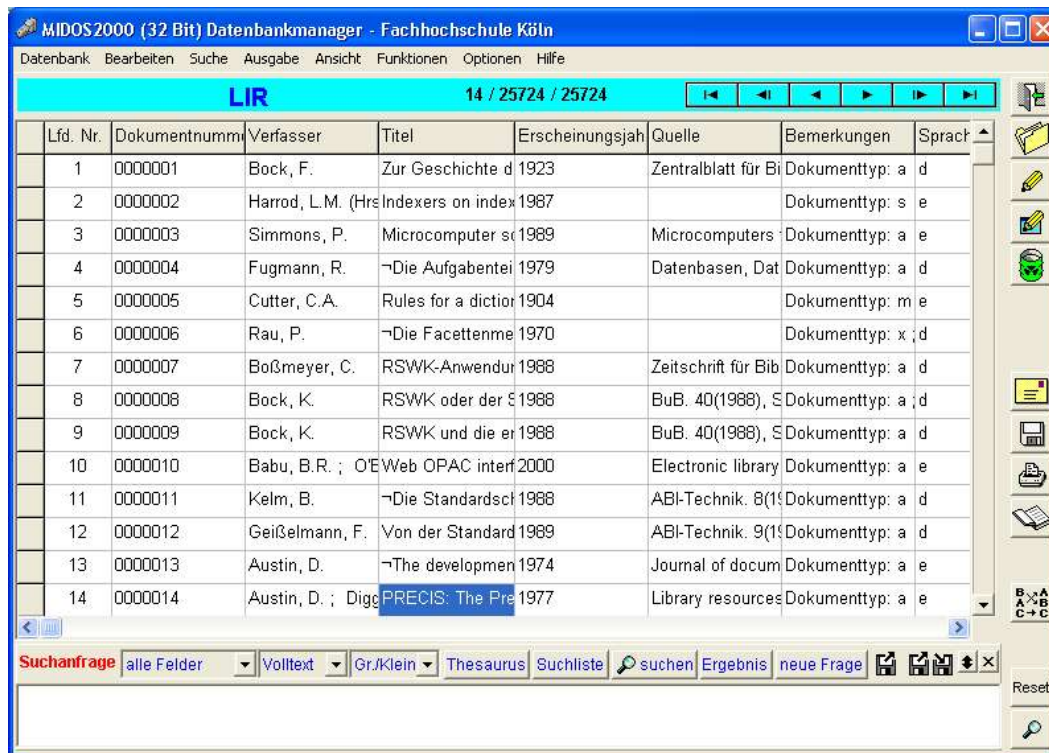 MIDOS2000 (32 Bit) Datenbankmanager - Fachhochschule Köln
Datenbank Bearbeiten Suche Ausgabe Ansicht Funktionen Optionen Hilfe
LIR 14 / 25724 / 25724
Lfd. Nr. Dokumentnumm Verfasser Titel Erscheinungsjah Quelle Bemerkungen Sprach
1 0000001 Bock, F. Zur Geschichte d 1923 Zentralblatt für Bi Dokumenttyp: a d
2 0000002 Harrod, L.M. (Hrs Indexers on index 1987 Dokumenttyp: s e
3 0000003 Simmons, P. Microcomputer so 1989 Microcomputers Dokumenttyp: a e
4 0000004 Fugmann, R. ¬Die Aufgabentei 1979 Datenbasen, Dat Dokumenttyp: a d
5 0000005 Cutter, C.A. Rules for a diction 1904 Dokumenttyp: m e
6 0000006 Rau, P. ¬Die Facettenme 1970 Dokumenttyp: x ; d
7 0000007 Boßmeyer, C. RSWK-Anwendun 1988 Zeitschrift für Bib Dokumenttyp: a d
8 0000008 Bock, K. RSWK oder der S 1988 BuB. 40(1988), S Dokumenttyp: a ; d
9 0000009 Bock, K. RSWK und die er 1988 BuB. 40(1988), S Dokumenttyp: a d
10 0000010 Babu, B.R. ; O'B Web OPAC interf 2000 Electronic library Dokumenttyp: a e
11 0000011 Kelm, B. ¬Die Standardsch 1988 ABI-Technik. 8(19 Dokumenttyp: a d
12 0000012 Geißelmann, F. Von der Standard 1989 ABI-Technik. 9(19 Dokumenttyp: a d
13 0000013 Austin, D. ¬The developmen 1974 Journal of docum Dokumenttyp: a e
14 0000014 Austin, D. ; Digg PRECIS: The Pre 1977 Library resources Dokumenttyp: a e
B A
A B
C C
Suchanfrage alle Felder Volltext Gr./Klein Thesaurus Suchliste suchen Ergebnis neue Frage
Reset